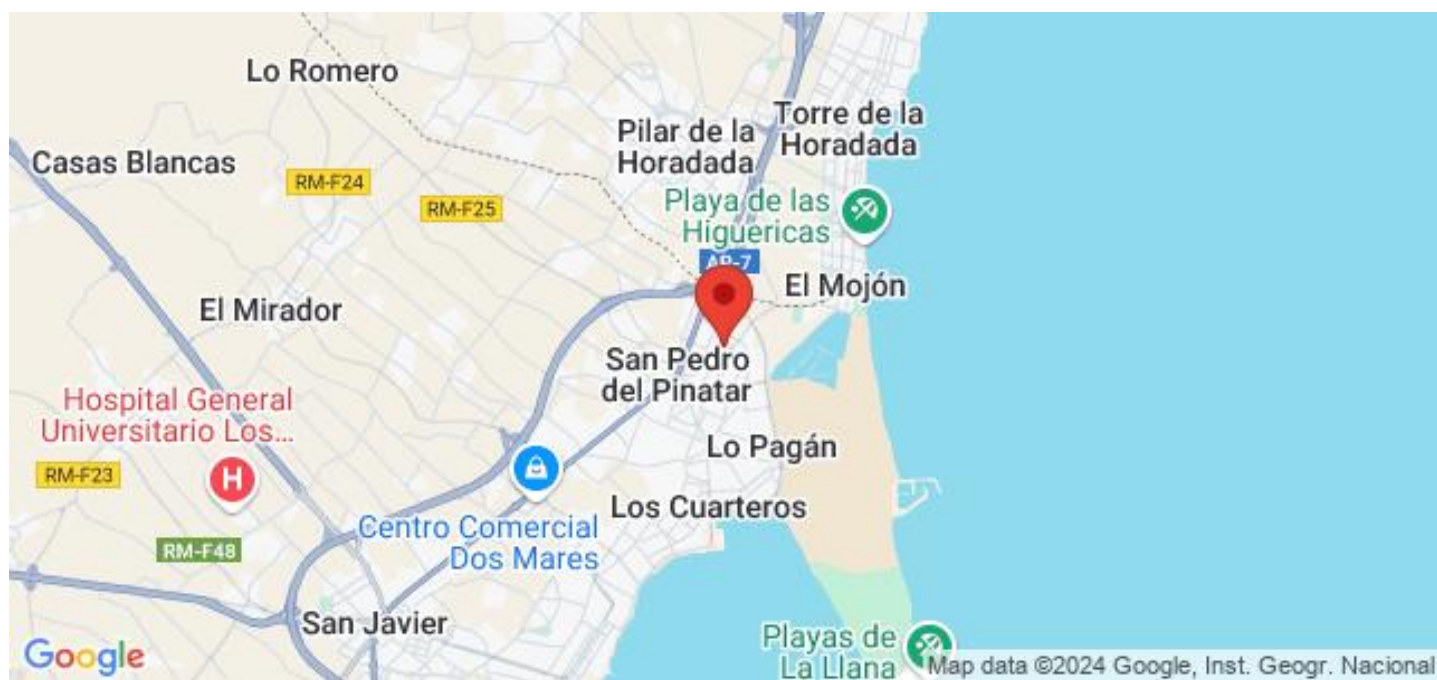 Lo Romero
Torre de la
Horadada
Pilar de la
Horadada
Casas Blancas
RM-F24
RM-F25
Playa de las
Higuericas
AP-7
El Mojón
El Mirador
San Pedro
del Pinatar
Hospital General
Universitario Los...
Lo Pagán
RM-F23
H
Los Cuarteros
Centro Comercial
Dos Mares
RM-F48
San Javier
Playas de
La Llana
Google
Map data ©2024 Google, Inst. Geogr. Nacional